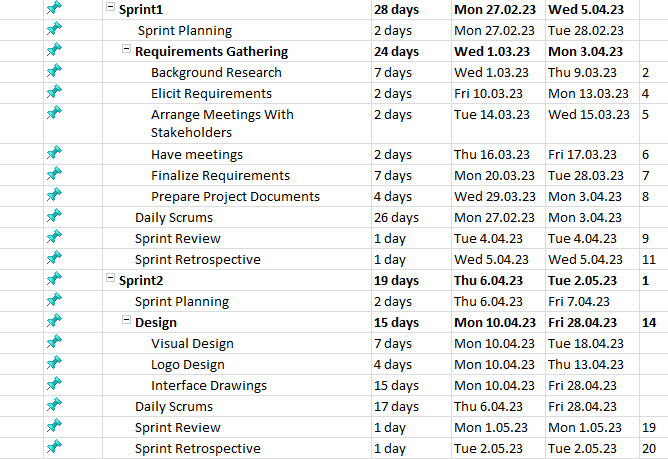 Sprint1 28 days Mon 27.02.23 Wed 5.04.23
Sprint Planning 2 days Mon 27.02.23 Tue 28.02.23
Requirements Gathering 24 days Wed 1.03.23 Mon 3.04.23
Background Research 7 days Wed 1.03.23 Thu 9.03.23 2
Elicit Requirements 2 days Fri 10.03.23 Mon 13.03.23 4
Arrange Meetings With 2 days Tue 14.03.23 Wed 15.03.23 5
Stakeholders
Have meetings 2 days Thu 16.03.23 Fri 17.03.23 6
Finalize Requirements 7 days Mon 20.03.23 Tue 28.03.23 7
Prepare Project Documents 4 days Wed 29.03.23 Mon 3.04.23 8
Daily Scrums 26 days Mon 27.02.23 Mon 3.04.23
Sprint Review 1 day Tue 4.04.23 Tue 4.04.23 9
Sprint Retrospective 1 day Wed 5.04.23 Wed 5.04.23 11
Sprint2 19 days Thu 6.04.23 Tue 2.05.23 1
Sprint Planning 2 days Thu 6.04.23 Fri 7.04.23
Design 15 days Mon 10.04.23 Fri 28.04.23 14
Visual Design 7 days Mon 10.04.23 Tue 18.04.23
Logo Design 4 days Mon 10.04.23 Thu 13.04.23
Interface Drawings 15 days Mon 10.04.23 Fri 28.04.23
Daily Scrums 17 days Thu 6.04.23 Fri 28.04.23
Sprint Review 1 day Mon 1.05.23 Mon 1.05.23 19
Sprint Retrospective 1 day Tue 2.05.23 Tue 2.05.23 20